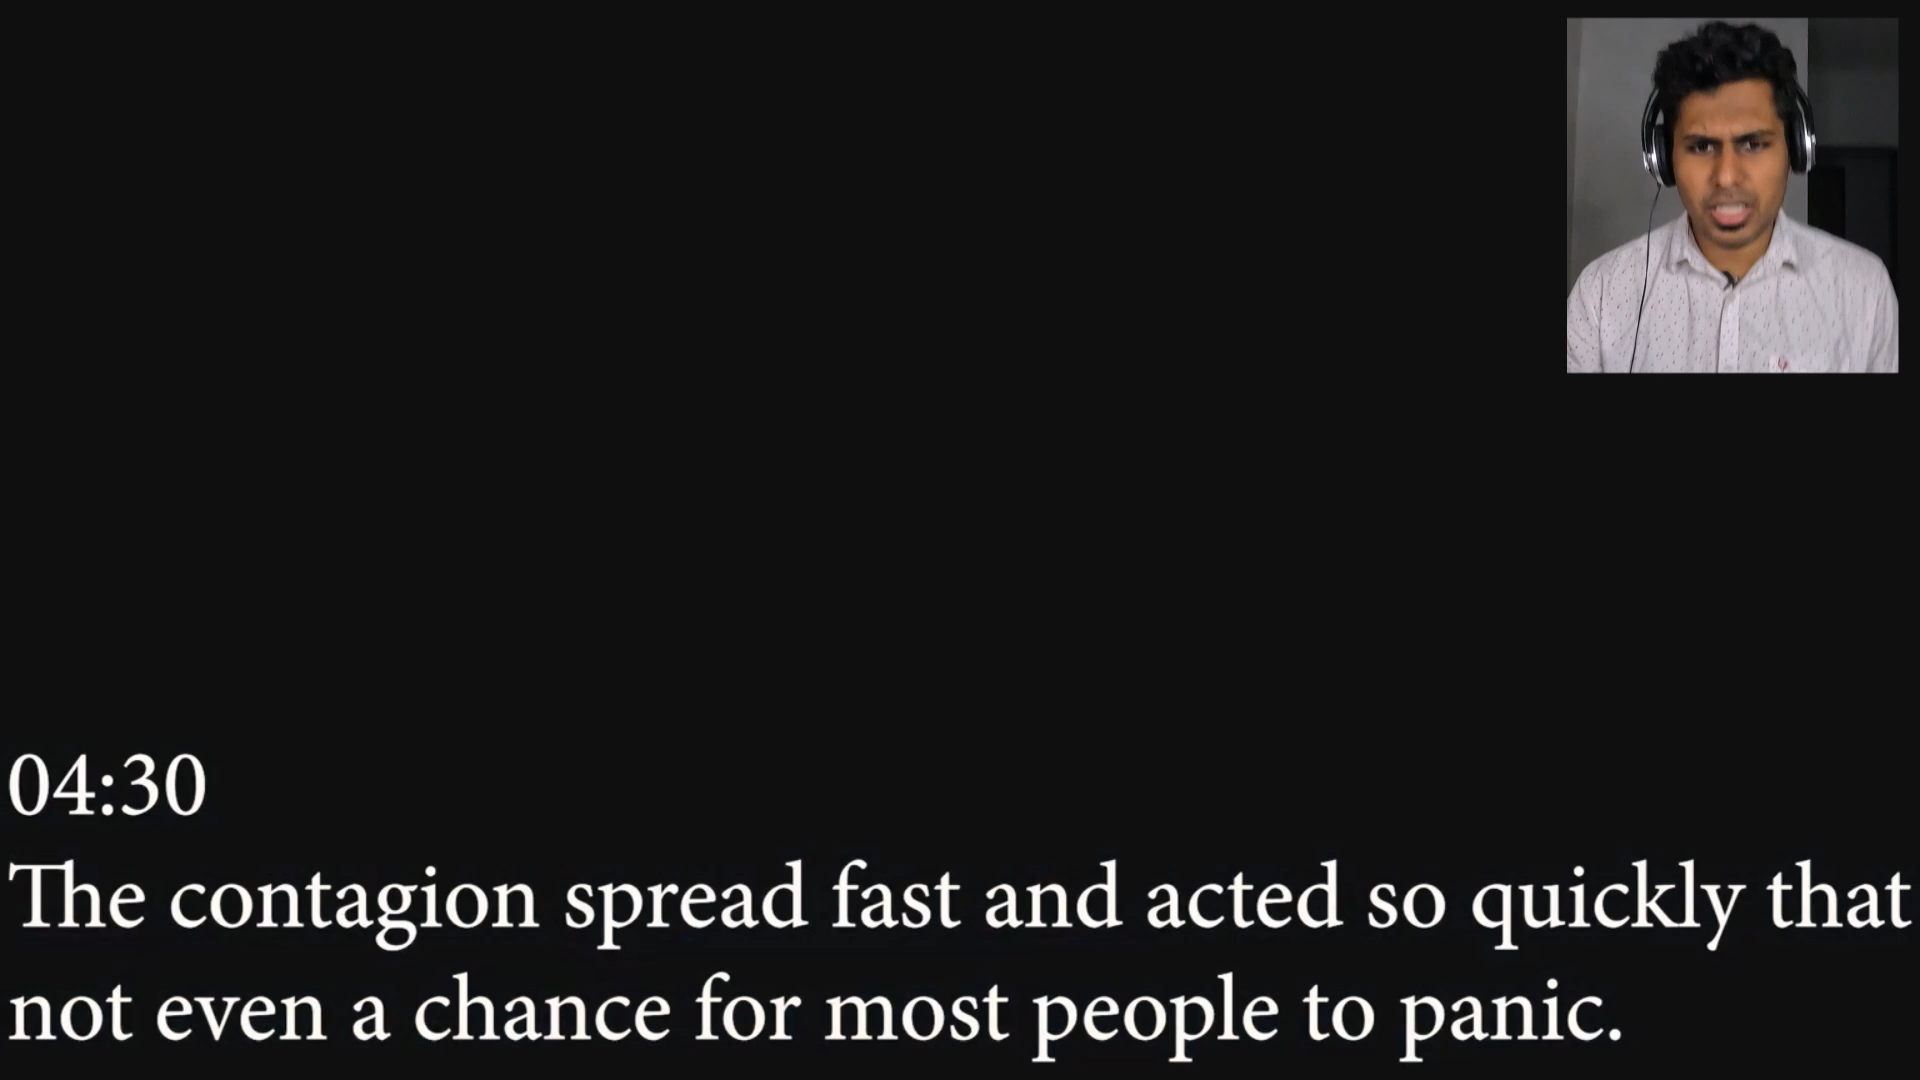 04:30
The contagion spread fast and acted so quickly that
not even a chance for most people to panic.